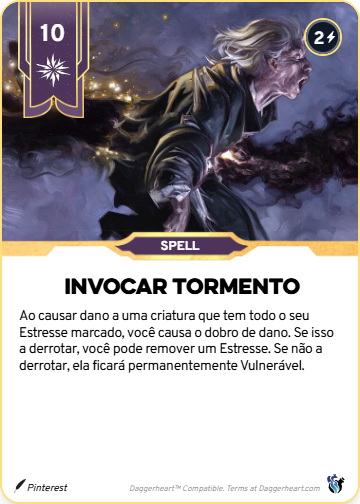 10
2
SPELL
INVOCAR TORMENTO
Ao causar dano a uma criatura que tem todo o seu
Estresse marcado, você causa o dobro de dano. Se isso
a derrotar, você pode remover um Estresse. Se não a
derrotar, ela ficará permanentemente Vulnerável.
Pinterest
Daggerheart™ Compatible. Terms at Daggerheart.com